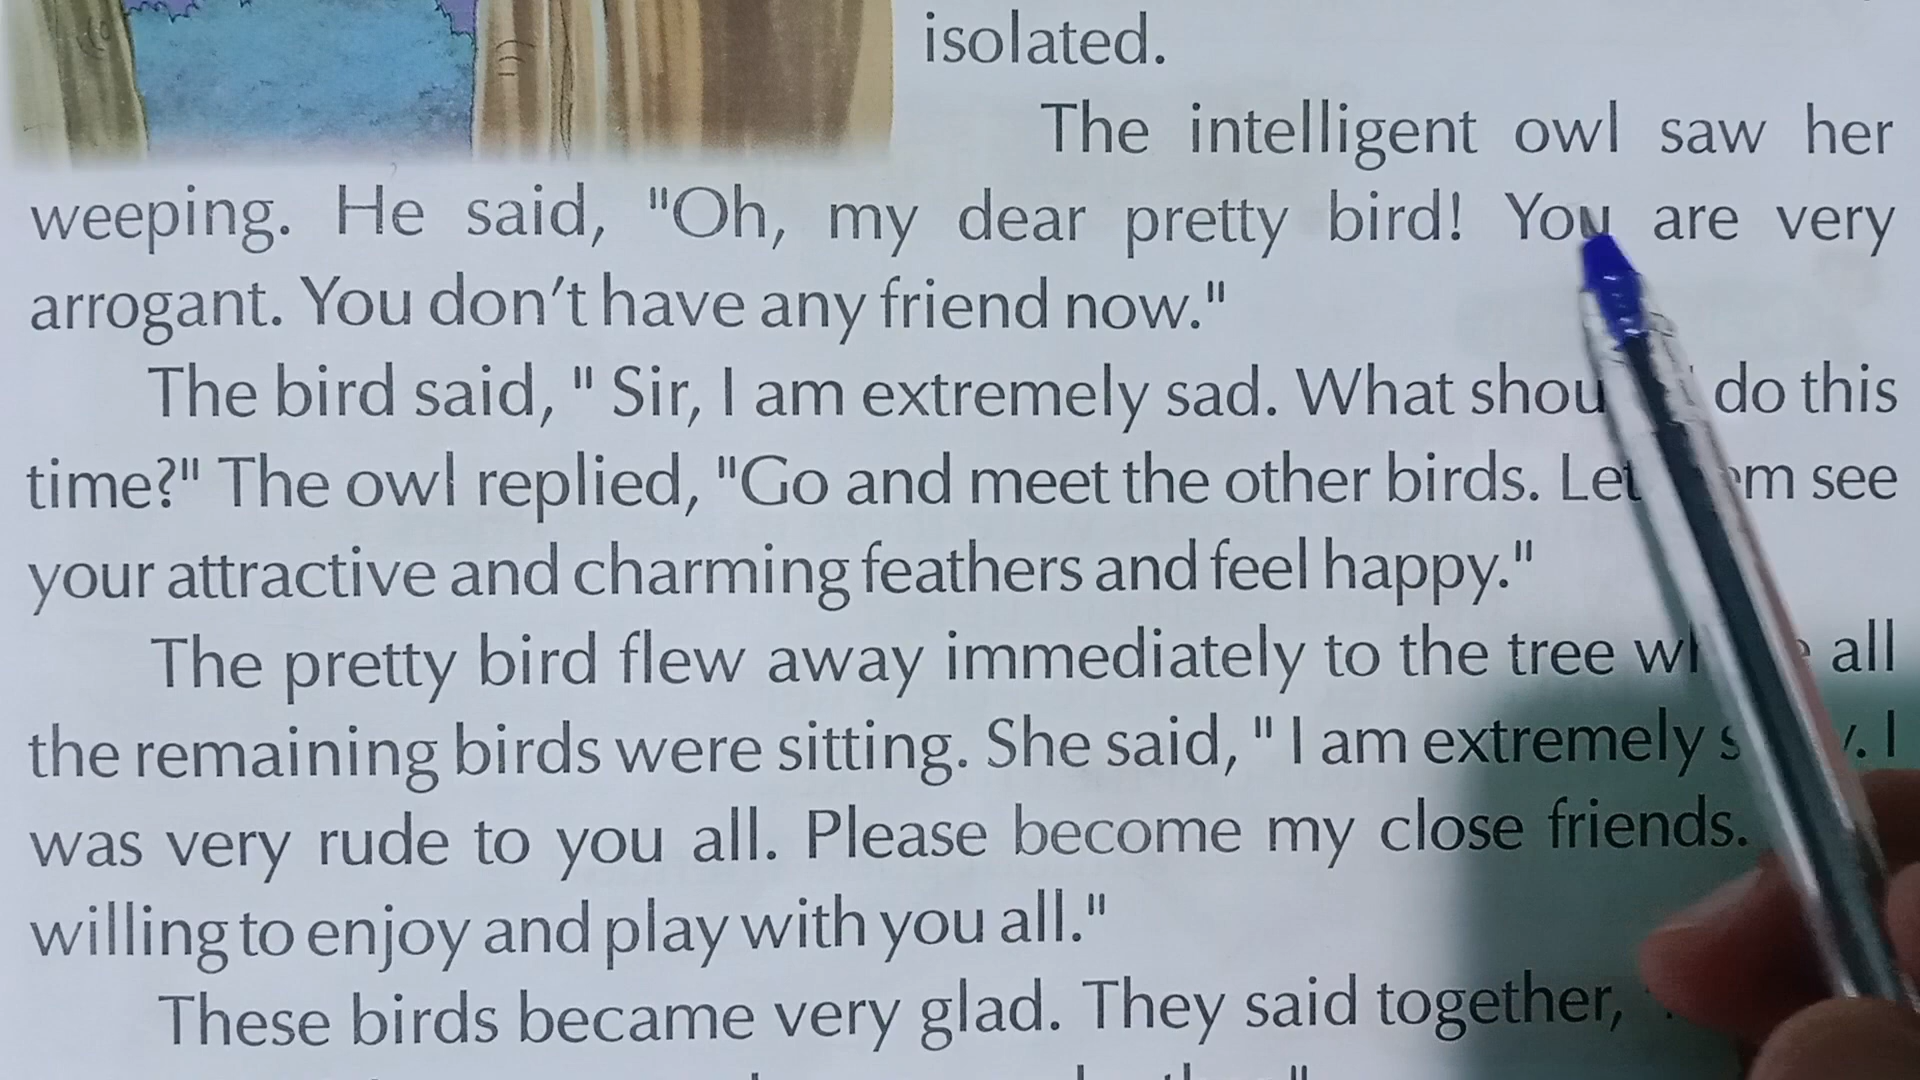 isolated.
The intelligent owl saw her
weeping. He said, "Oh, my dear pretty bird! You are very
arrogant. You don't have any friend now."
The bird said, " Sir, I am extremely sad. What do this
time?" The owl replied, "Go and meet the other birds. see
your attractive and charming feathers and feel happy."
The pretty bird flew away immediately to the tree all
the remaining birds were sitting. She said, " I am extremely I
was very rude to you all. Please become my close friends.
willing to enjoy and play with you all."
These birds became very glad. They said together,